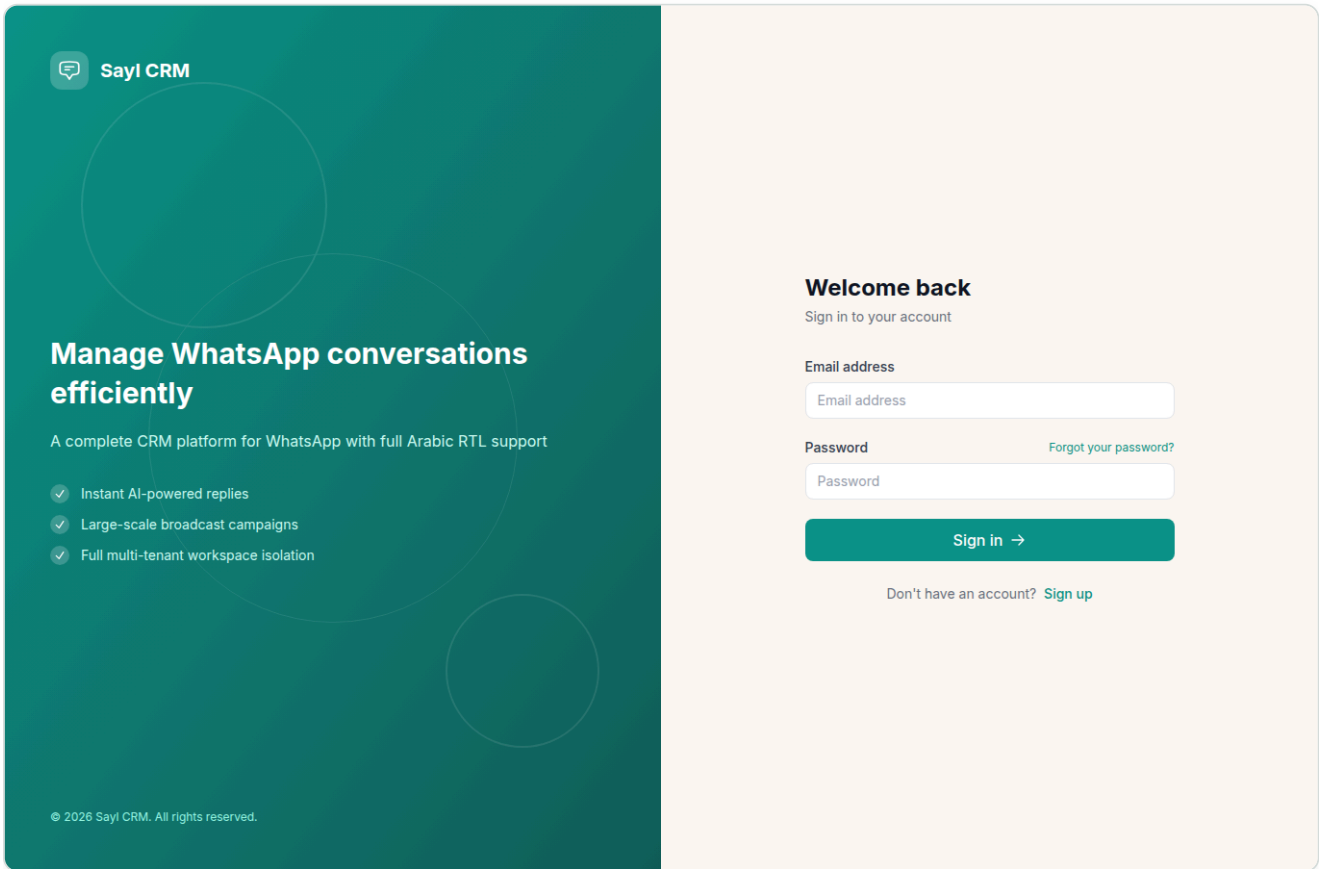 Sayl CRM
Manage WhatsApp conversations
efficiently
A complete CRM platform for WhatsApp with full Arabic RTL support
Instant AI-powered replies
Large-scale broadcast campaigns
Full multi-tenant workspace isolation
© 2026 Sayl CRM. All rights reserved.
Welcome back
Sign in to your account
Email address
Email address
Password Forgot your password?
Password
Sign in →
Don't have an account? Sign up